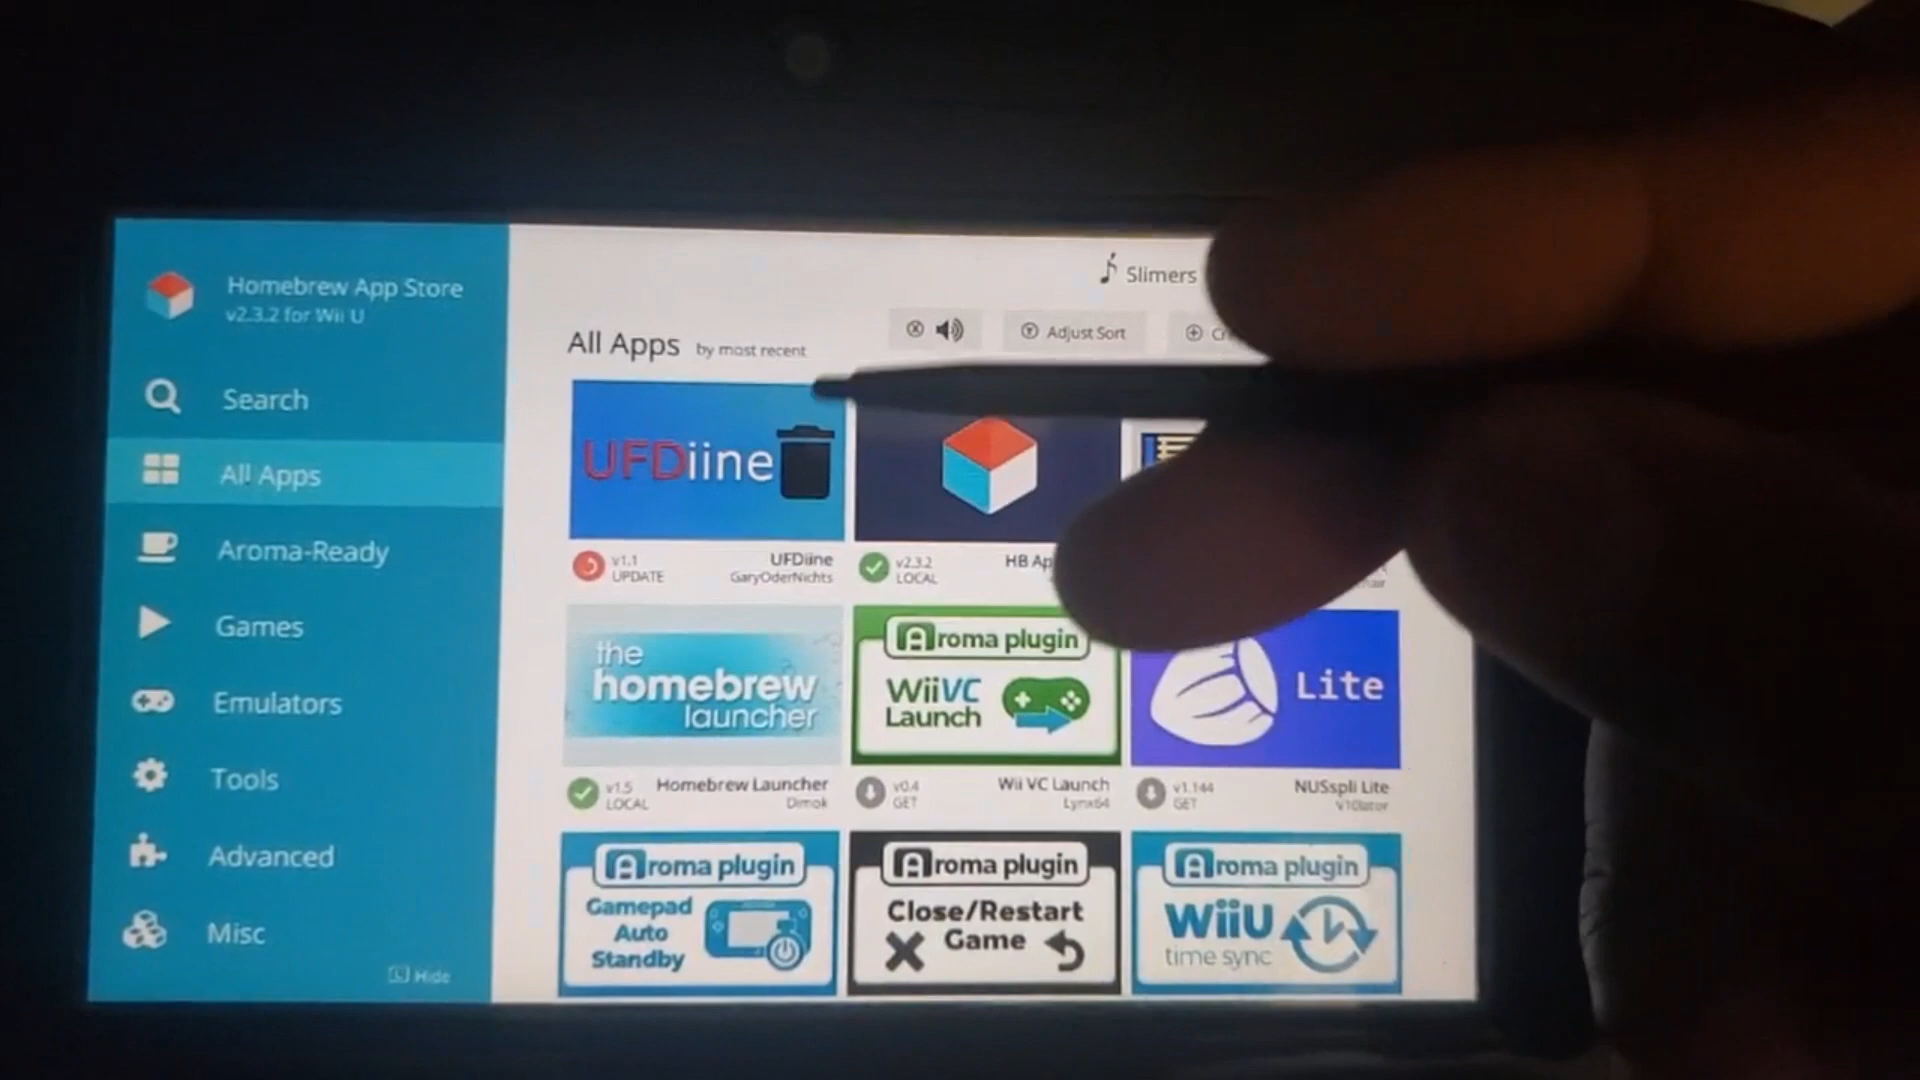 Homebrew App Store
v2.3.2 for Wii U
Search
All Apps
Aroma-Ready
Games
Emulators
Tools
Advanced
Misc
Hide
Slimers
All Apps by most recent
Adjust Sort
UFDiine
v1.1
UPDATE
UFDiine
GaryOderNichts
v2.3.2
LOCAL
HB
the
homebrew
launcher
v1.5
LOCAL
Homebrew Launcher
Dimok
Aroma plugin
WiiVC
Launch
v0.4
GET
Wii VC Launch
Lynx64
Lite
v1.144
GET
NUSspli Lite
V10lator
Aroma plugin
Gamepad
Auto
Standby
Aroma plugin
Close/Restart
Game
Aroma plugin
WiiU
time sync